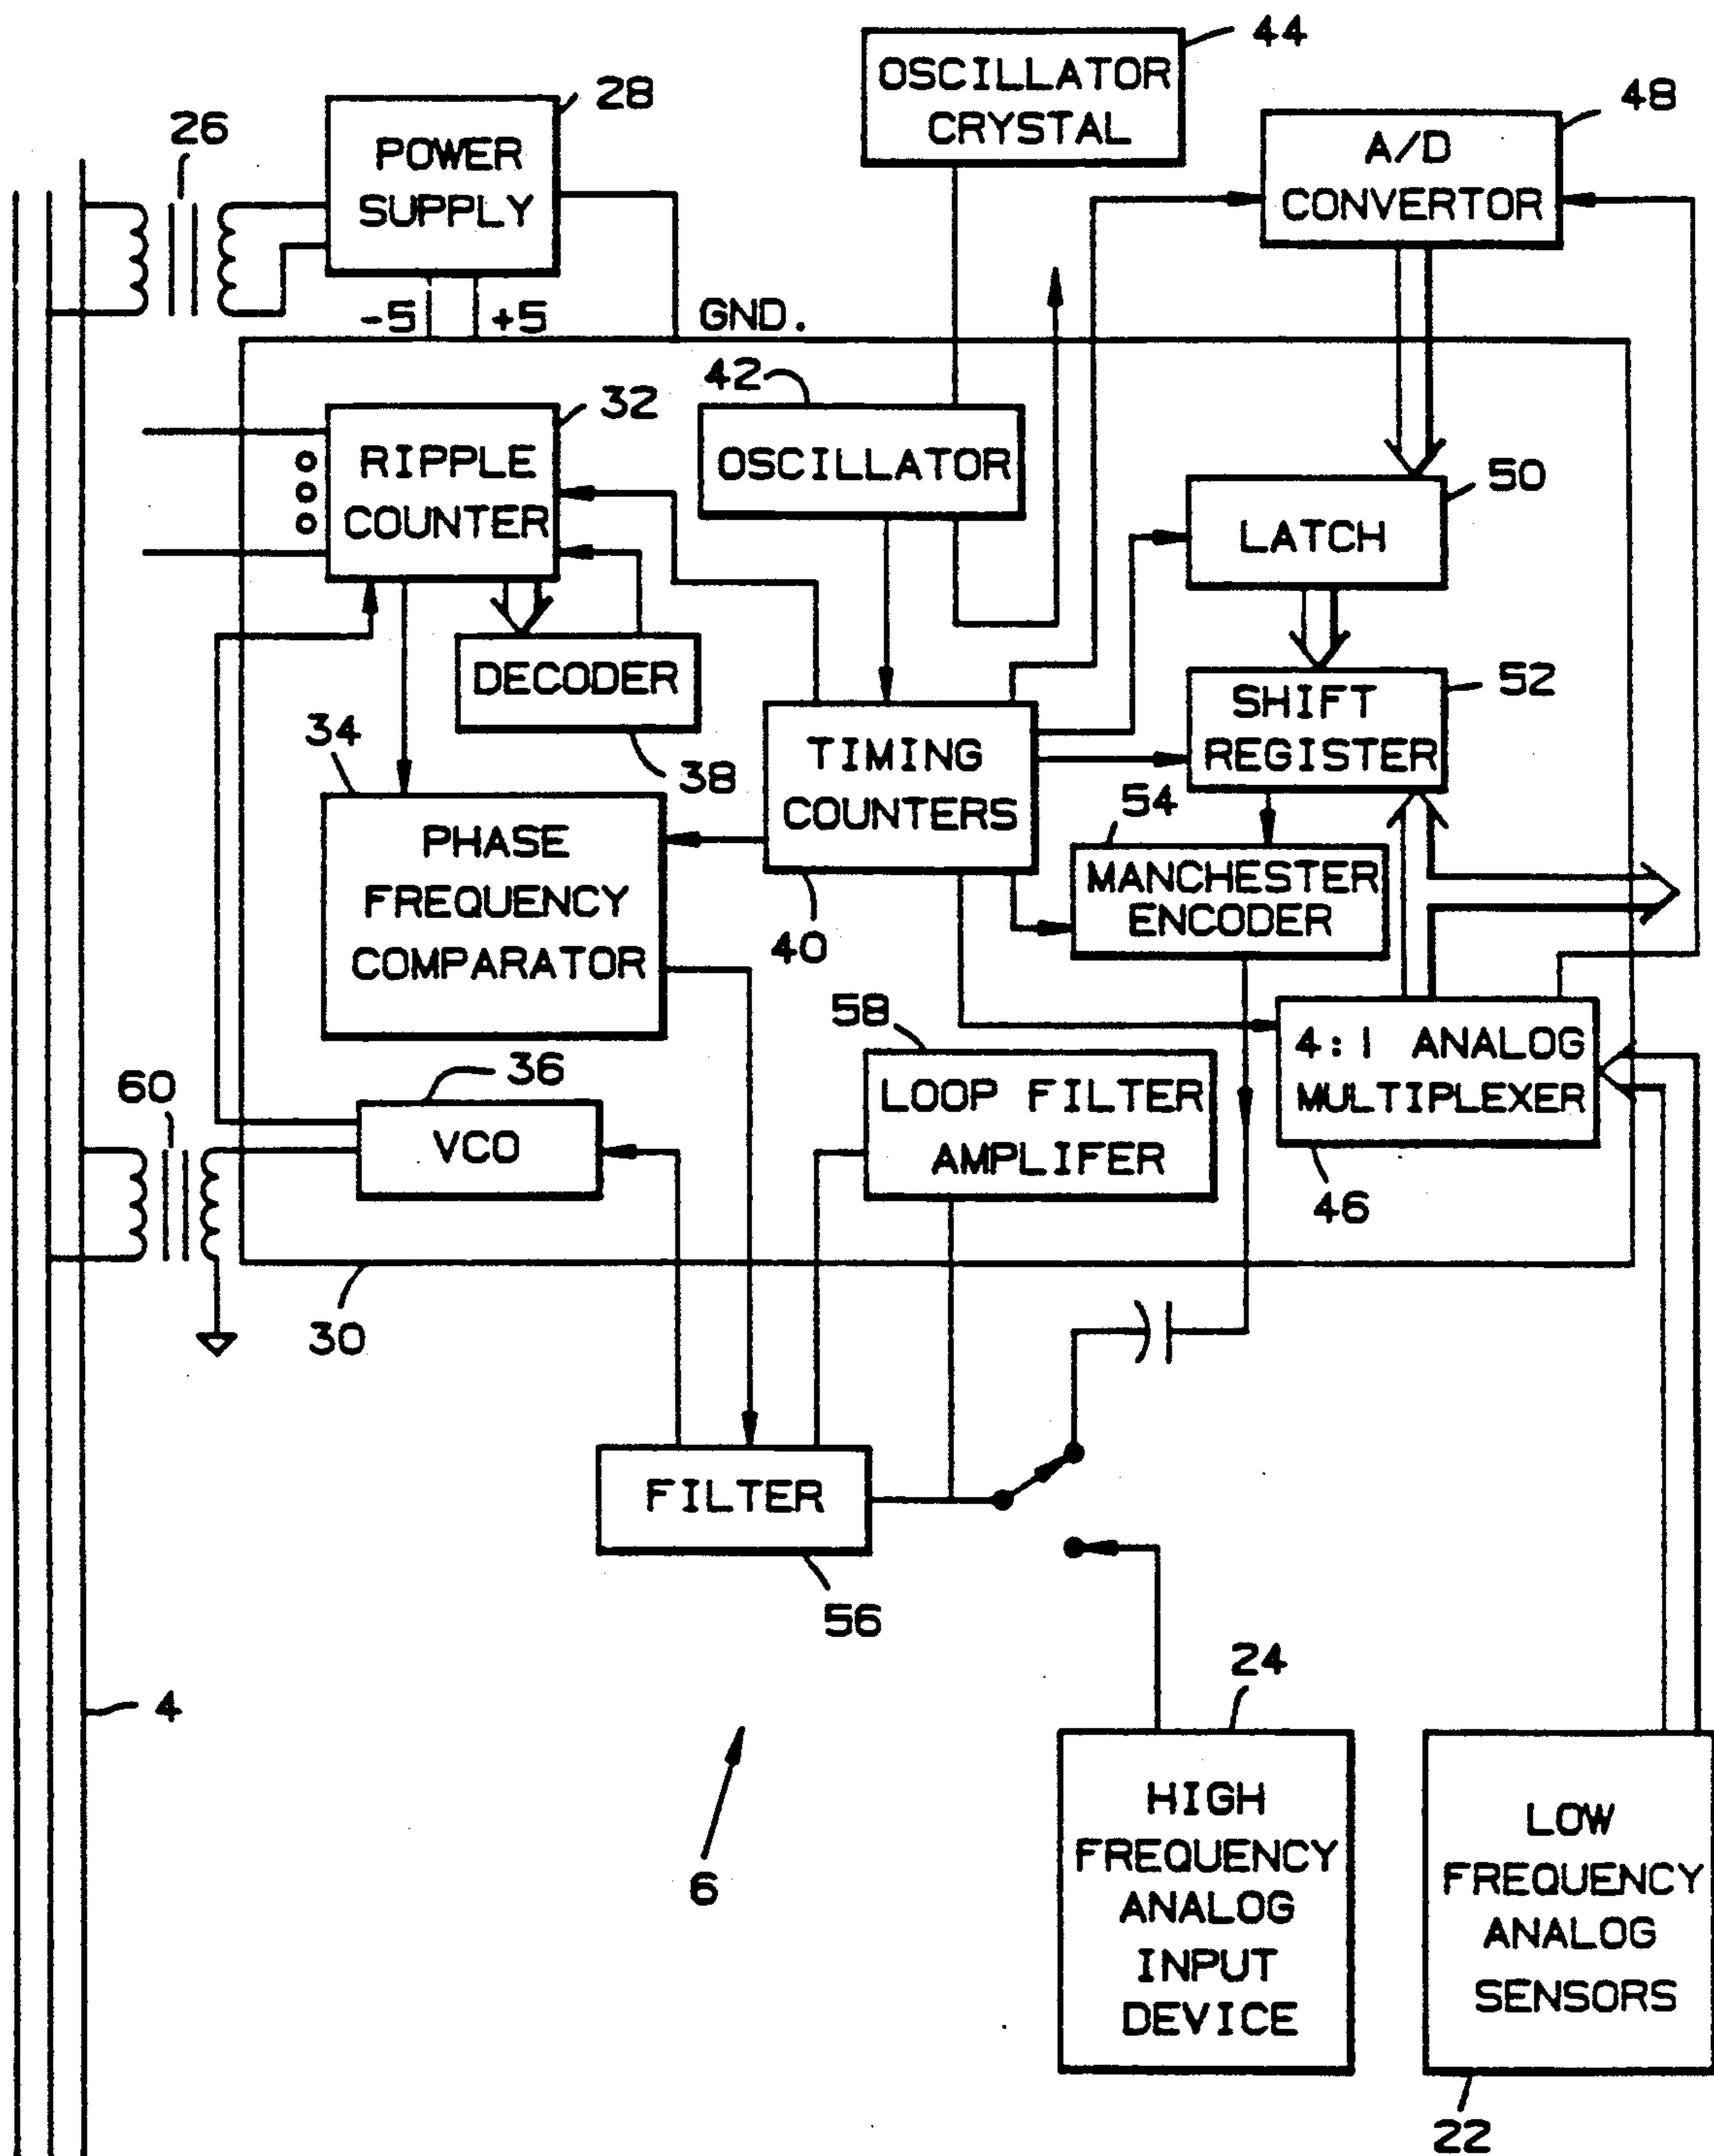 44
OSCILLATOR
CRYSTAL
28
POWER
SUPPLY
26
48
A/D
CONVERTOR
-5
+5
GND.
42
OSCILLATOR
32
RIPPLE
COUNTER
50
LATCH
DECODER
38
52
SHIFT
REGISTER
34
PHASE
FREQUENCY
COMPARATOR
TIMING
COUNTERS
40
54
MANCHESTER
ENCODER
58
LOOP FILTER
AMPLIFER
4:1 ANALOG
MULTIPLEXER
46
60
36
VCO
30
FILTER
56
4
6
24
HIGH
FREQUENCY
ANALOG
INPUT
DEVICE
LOW
FREQUENCY
ANALOG
SENSORS
22